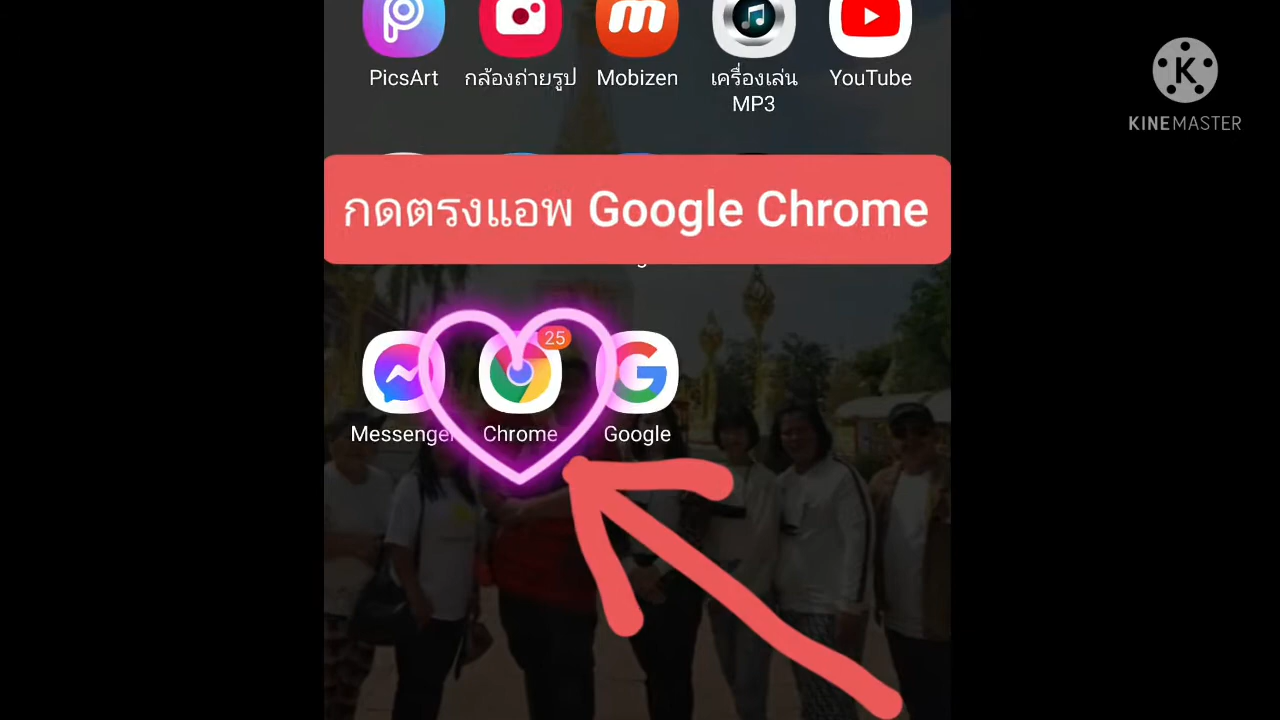 PicsArt
กล้องถ่ายรูป
Mobizen
เครื่องเล่น
MP3
YouTube
KINEMASTER
กดตรงแอพ Google Chrome
25
Messenger
Chrome
Google